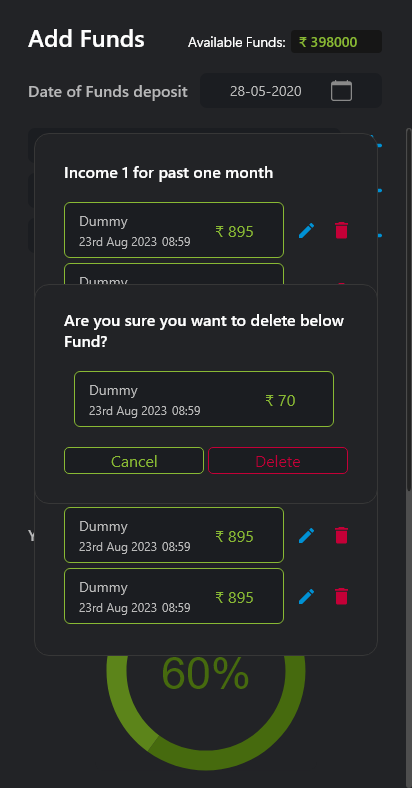 Add Funds
Available Funds: ₹ 398000
Date of Funds deposit 28-05-2020
Income 1 for past one month
Dummy
23rd Aug 2023 08:59
₹ 895
Dummy
Are you sure you want to delete below
Fund?
Dummy
23rd Aug 2023 08:59
₹ 70
Cancel Delete
Dummy
23rd Aug 2023 08:59
₹ 895
Dummy
23rd Aug 2023 08:59
₹ 895
60%